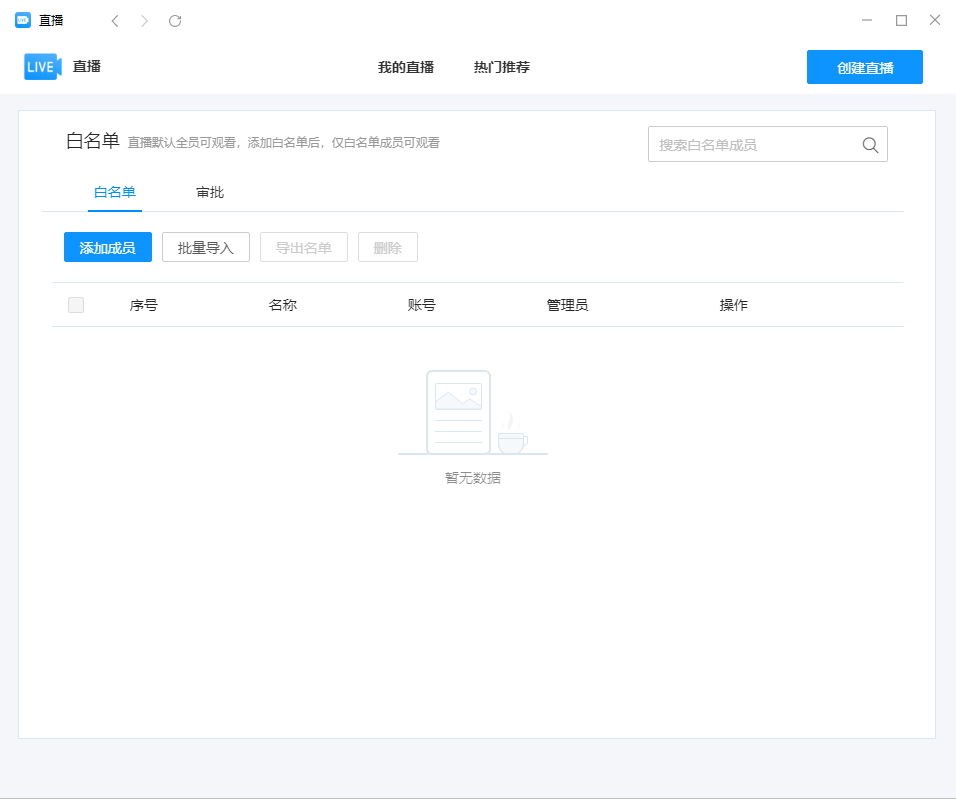 直播
LIVE 直播 我的直播 热门推荐 创建直播
白名单 直播默认全员可观看，添加白名单后，仅白名单成员可观看 搜索白名单成员
白名单 审批
添加成员 批量导入 导出名单 删除
序号 名称 账号 管理员 操作
暂无数据